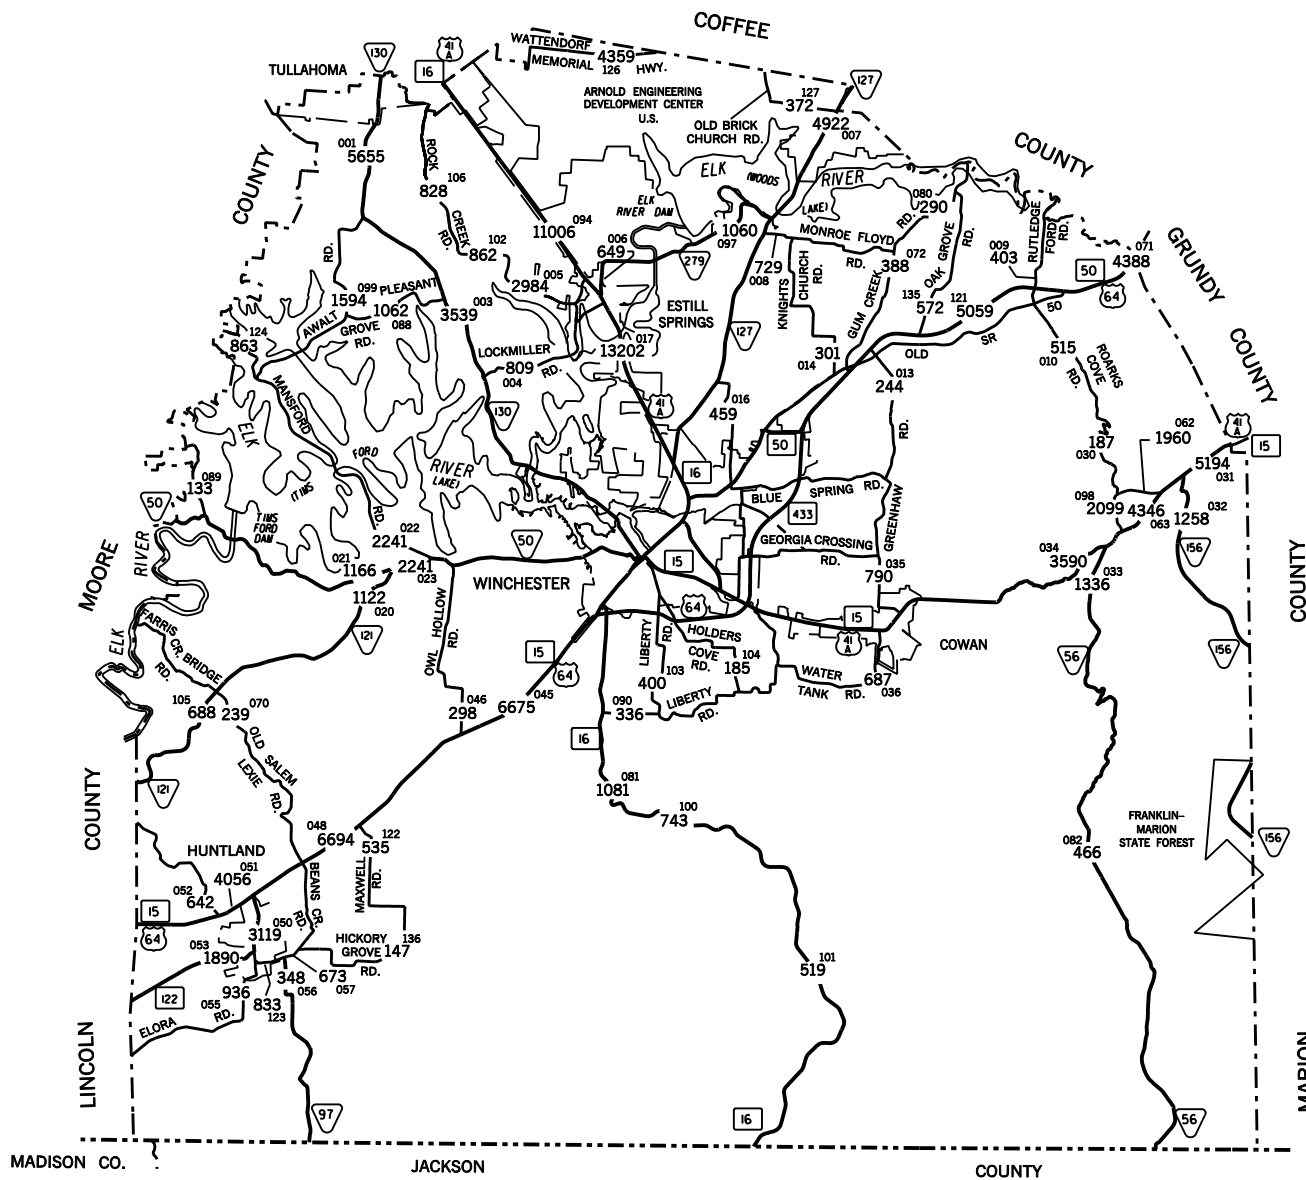 COFFEE
WATTENDORF 4359
MEMORIAL 126 HWY.
41
A
130
16
TULLAHOMA
127
127
372
ARNOLD ENGINEERING
DEVELOPMENT CENTER
U.S.
OLD BRICK
CHURCH RD.
4922
007
COUNTY
COUNTY
001
5655
ROCK
106
828
CREEK
RD.
102
862
ELK
(WOODS
RIVER
LAKE)
ELK
RIVER DAM
080
290
RD.
RUTLEDGE
FORD
RD.
094
11006
006
649
1060
097
279
MONROE FLOYD
RD.
072
388
729
008
KNIGHTS
CHURCH
RD.
GUM CREEK
OAK GROVE
RD.
009
403
071
4388
50
64
GRUNDY
COUNTY
005
2984
RD.
099
1594
PLEASANT
1062
088
AWALT
GROVE
RD.
003
3539
ESTILL
SPRINGS
127
135
572
121
5059
50
OLD
SR
124
863
LOCKMILLER
809
004
RD.
017
13202
301
014
013
244
515
010
ROARKS
COVE
RD.
MANSFORD
130
41
A
016
459
RD.
ELK
FORD
RIVER
(LAKE)
TIMS
50
16
187
030
062
1960
41
A
15
5194
031
089
133
50
TIMS
FORD
DAM
RD.
BLUE SPRING RD.
433
GREENHAW
098
2099
4346
063
032
1258
156
MOORE
RIVER
022
2241
021
1166
2241
023
50
WINCHESTER
15
GEORGIA CROSSING
RD.
035
790
034
3590
033
1336
COUNTY
1122
020
121
OWL HOLLOW
RD.
64
15
41
A
COWAN
ELK
FARRIS
CR. BRIDGE
RD.
15
64
LIBERTY
RD.
HOLDERS
COVE
RD.
104
185
103
400
WATER
TANK RD.
687
036
56
156
105
688
070
239
046
298
045
6675
090
336
LIBERTY
RD.
16
OLD SALEM
LEXIE
RD.
121
081
1081
100
743
COUNTY
048
6694
122
535
HUNTLAND
051
4056
052
642
BEANS CR.
RD.
MAXWELL
RD.
FRANKLIN-
MARION
STATE FOREST
156
082
466
15
64
050
3119
053
1890
HICKORY
GROVE
RD.
136
147
101
519
122
936
055
348
056
673
057
833
123
ELORA RD.
LINCOLN
MARION
97
16
56
MADISON CO.
JACKSON
COUNTY